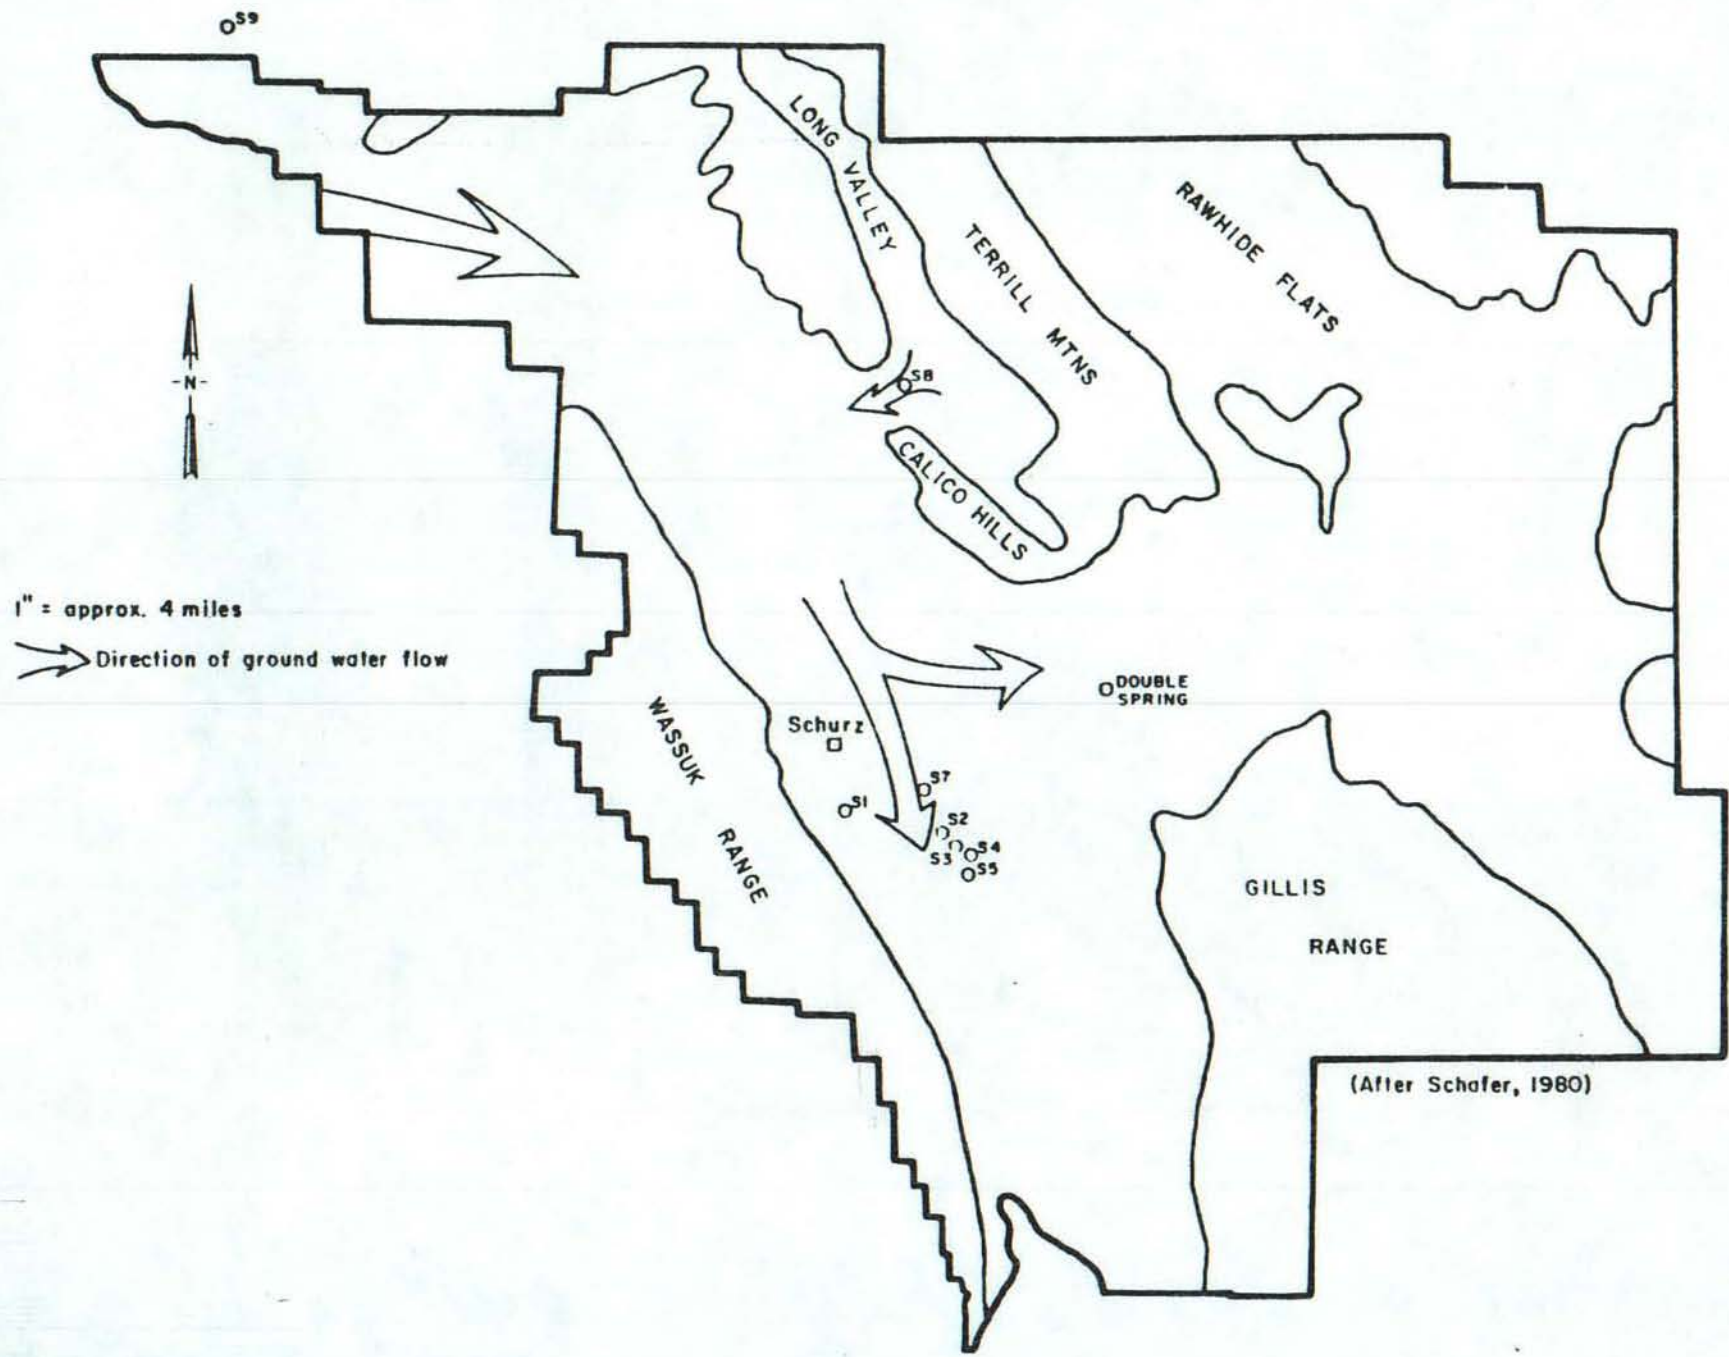 S9
LONG VALLEY
TERRILL MTNS
RAWHIDE FLATS
-N-
S8
CALICO HILLS
1" = approx. 4 miles
Direction of ground water flow
DOUBLE
SPRING
WASSUK
RANGE
Schurz
S7
S1
S2
S3
S4
S5
GILLIS
RANGE
(After Schafer, 1980)